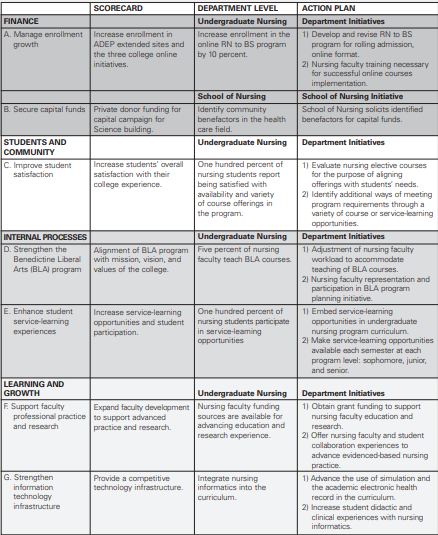 SCORECARD DEPARTMENT LEVEL ACTION PLAN
FINANCE Undergraduate Nursing Department Initiatives
A. Manage enrollment
growth
Increase enrollment in
ADEP extended sites and
the three college online
initiatives.
Increase enrollment in the
online RN to BS program
by 10 percent.
1) Develop and revise RN to BS
program for rolling admission,
online format.
2) Nursing faculty training necessary
for successful online courses
implementation.
School of Nursing School of Nursing Initiative
B. Secure capital funds
Private donor funding for
capital campaign for
Science building.
Identify community
benefactors in the health
care field.
School of Nursing solicits identified
benefactors for capital funds.
STUDENTS AND
COMMUNITY
Undergraduate Nursing Department Initiatives
C. Improve student
satisfaction
Increase students' overall
satisfaction with their
college experience.
One hundred percent of
nursing students report
being satisfied with
availability and variety
of course offerings in
the program.
1) Evaluate nursing elective courses
for the purpose of aligning
offerings with students' needs.
2) Identify additional ways of meeting
program requirements through a
variety of course or service-learning
opportunities.
INTERNAL PROCESSES Undergraduate Nursing Department Initiatives
D. Strengthen the
Benedictine Liberal
Arts (BLA) program
Alignment of BLA program
with mission, vision, and
values of the college.
Five percent of nursing
faculty teach BLA courses.
1) Adjustment of nursing faculty
workload to accommodate
teaching of BLA courses.
2) Nursing faculty representation and
participation in BLA program
planning initiative.
E. Enhance student
service-learning
experiences
Increase service-learning
opportunities and student
participation.
One hundred percent of
nursing students participate
in service-learning
opportunities
1) Embed service-learning
opportunities in undergraduate
nursing program curriculum.
2) Make service-learning opportunities
available each semester at each
program level: sophomore, junior,
and senior.
LEARNING AND
GROWTH
Undergraduate Nursing Department Initiatives
F. Support faculty
professional practice
and research
Expand faculty development
to support advanced
practice and research.
Nursing faculty funding
sources are available for
advancing education and
research experience.
1) Obtain grant funding to support
nursing faculty education and
research.
2) Offer nursing faculty and student
collaboration experiences to
advance evidenced-based nursing
practice.
G. Strengthen
information
technology
infrastructure
Provide a competitive
technology infrastructure.
Integrate nursing
informatics into the
curriculum.
1) Advance the use of simulation and
the academic electronic health
record in the curriculum.
2) Increase student didactic and
clinical experiences with nursing
informatics.